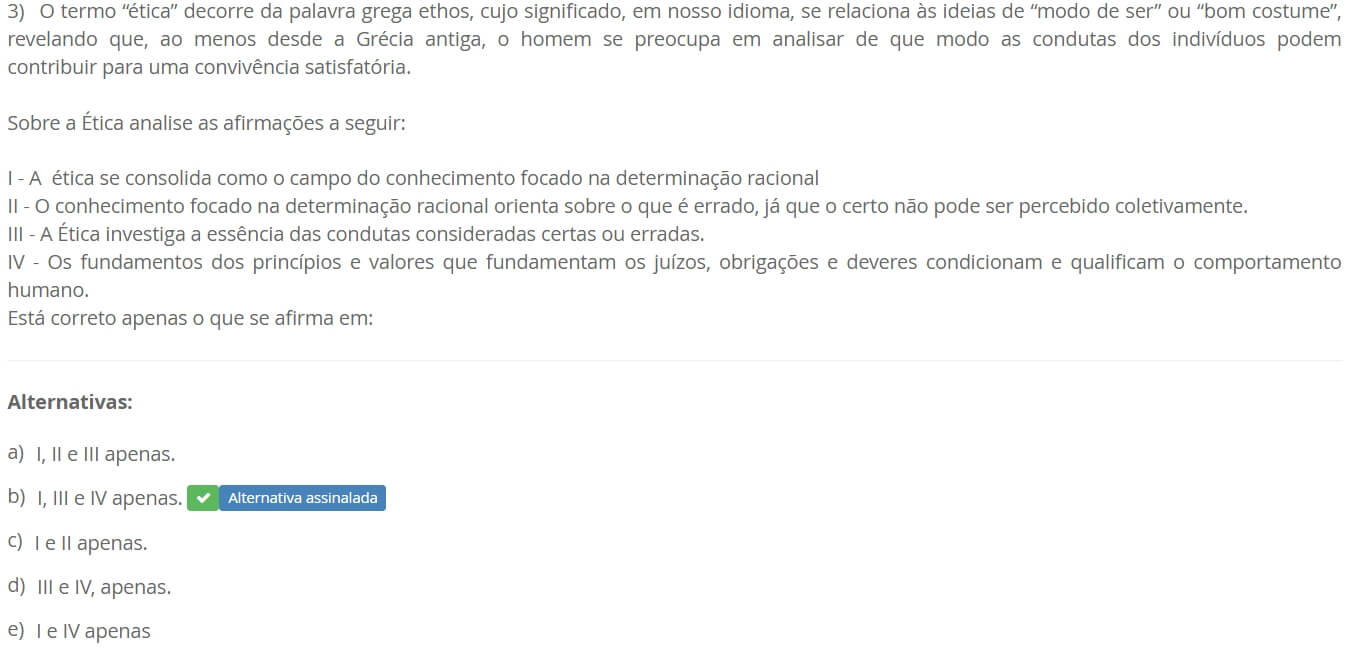 3) O termo “ética” decorre da palavra grega ethos, cujo significado, em nosso idioma, se relaciona às ideias de “modo de ser” ou “bom costume”,
revelando que, ao menos desde a Grécia antiga, o homem se preocupa em analisar de que modo as condutas dos indivíduos podem
contribuir para uma convivência satisfatória.
Sobre a Ética analise as afirmações a seguir:
I - A ética se consolida como o campo do conhecimento focado na determinação racional
II - O conhecimento focado na determinação racional orienta sobre o que é errado, já que o certo não pode ser percebido coletivamente.
III - A Ética investiga a essência das condutas consideradas certas ou erradas.
IV - Os fundamentos dos princípios e valores que fundamentam os juízos, obrigações e deveres condicionam e qualificam o comportamento
humano.
Está correto apenas o que se afirma em:
Alternativas:
a) I, II e III apenas.
b) I, III e IV apenas. Alternativa assinalada
c) I e II apenas.
d) III e IV, apenas.
e) I e IV apenas